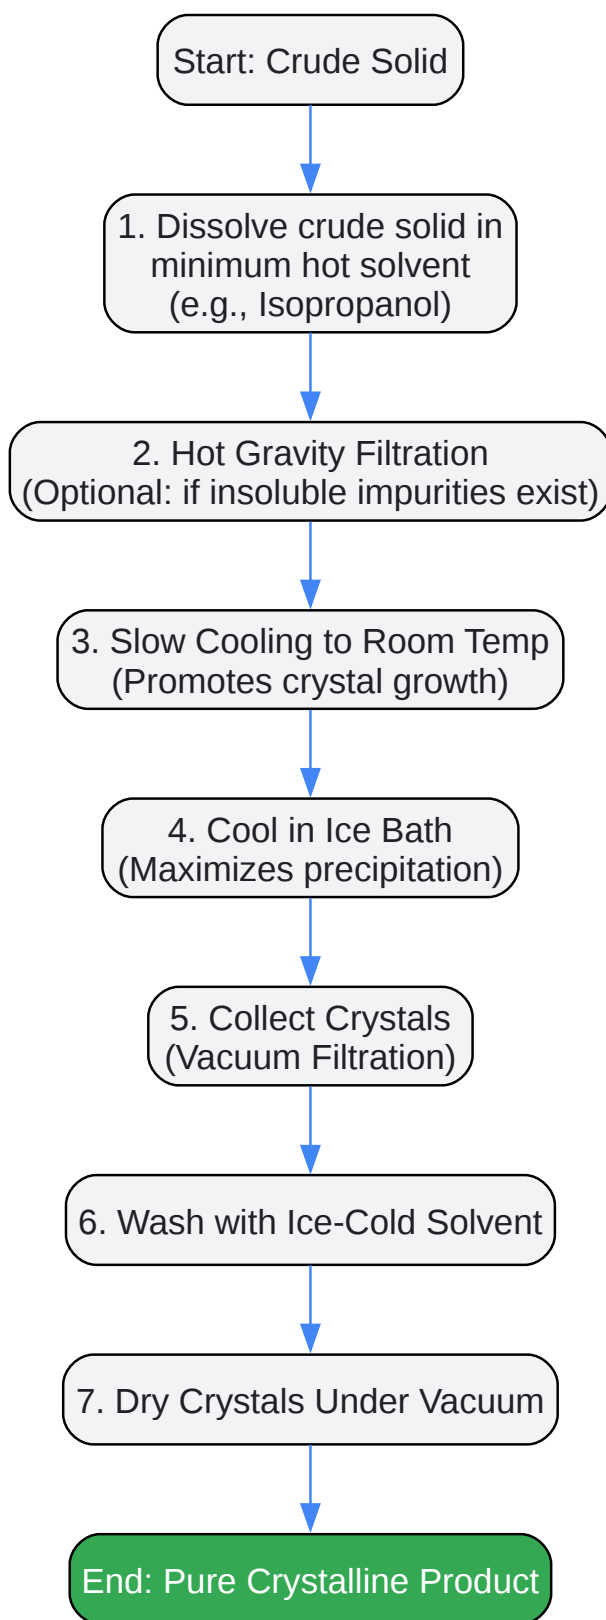 Start: Crude Solid
1. Dissolve crude solid in
minimum hot solvent
(e.g., Isopropanol)
2. Hot Gravity Filtration
(Optional: if insoluble impurities exist)
3. Slow Cooling to Room Temp
(Promotes crystal growth)
4. Cool in Ice Bath
(Maximizes precipitation)
5. Collect Crystals
(Vacuum Filtration)
6. Wash with Ice-Cold Solvent
7. Dry Crystals Under Vacuum
End: Pure Crystalline Product